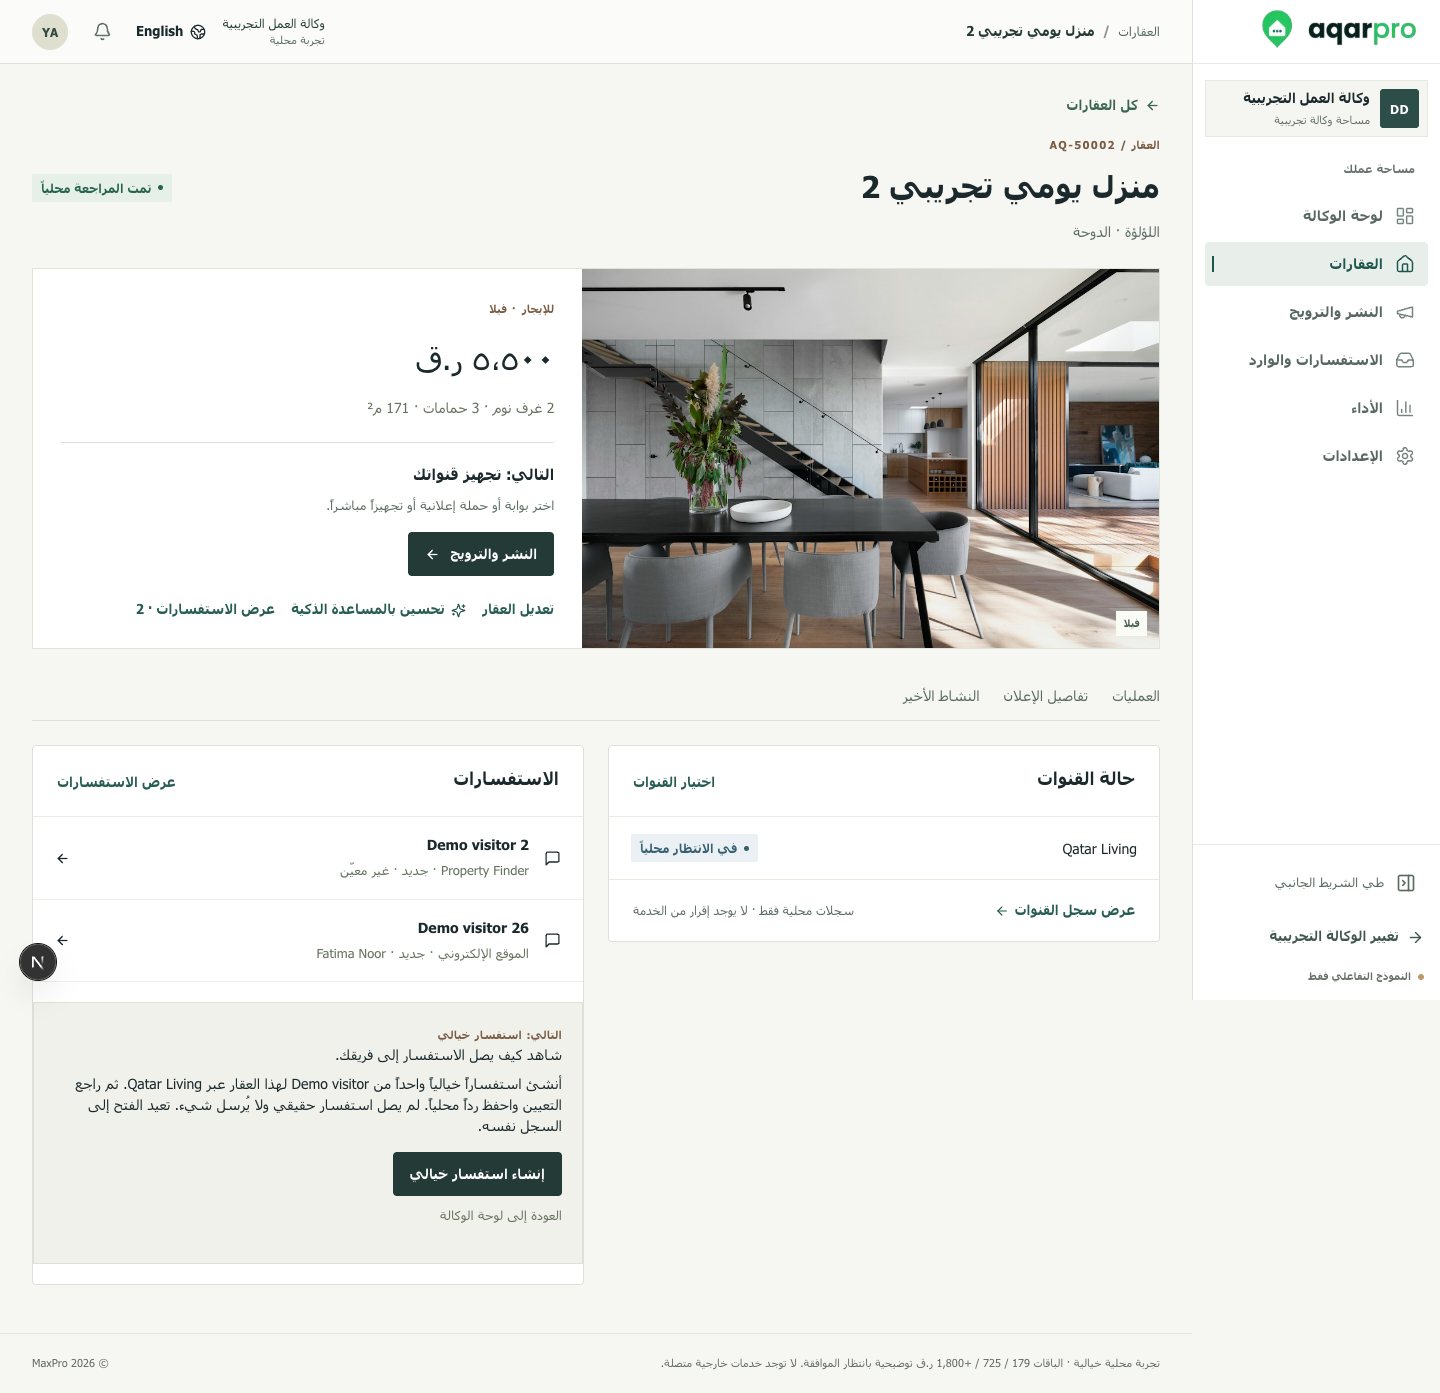 aqarpro
DD
وكالة العمل التجريبية
مساحة وكالة تجريبية
مساحة عملك
لوحة الوكالة
العقارات
النشر والترويج
الاستفسارات والوارد
الأداء
الإعدادات
طي الشريط الجانبي
تغيير الوكالة التجريبية
النموذج التفاعلي فقط
العقارات / منزل يومي تجريبي 2
وكالة العمل التجريبية
تجربة محلية
English
YA
كل العقارات
العقار / AQ-50002
منزل يومي تجريبي 2
تمت المراجعة محلياً
اللؤلؤة · الدوحة
فيلا
للإيجار · فيلا
٥،٥٠٠ ر.ق
2 غرف نوم · 3 حمامات · 171 م²
التالي: تجهيز قنواتك
اختر بوابة أو حملة إعلانية أو تجهيزاً مباشراً.
النشر والترويج
تعديل العقار
تحسين بالمساعدة الذكية
عرض الاستفسارات · 2
العمليات
تفاصيل الإعلان
النشاط الأخير
حالة القنوات
اختيار القنوات
Qatar Living
في الانتظار محلياً
عرض سجل القنوات
سجلات محلية فقط · لا يوجد إقرار من الخدمة
الاستفسارات
عرض الاستفسارات
Demo visitor 2
Property Finder · جديد · غير معيّن
Demo visitor 26
الموقع الإلكتروني · جديد · Fatima Noor
N
التالي: استفسار خيالي
شاهد كيف يصل الاستفسار إلى فريقك.
أنشئ استفساراً خيالياً واحداً من Demo visitor لهذا العقار عبر Qatar Living. ثم راجع
التعيين واحفظ رداً محلياً. لم يصل استفسار حقيقي ولا يُرسل شيء. تعيد الفتح إلى
السجل نفسه.
إنشاء استفسار خيالي
العودة إلى لوحة الوكالة
تجربة محلية خيالية · الباقات 179 / 725 / 1,800+ ر.ق توضيحية بانتظار الموافقة. لا توجد خدمات خارجية متصلة.
© 2026 MaxPro